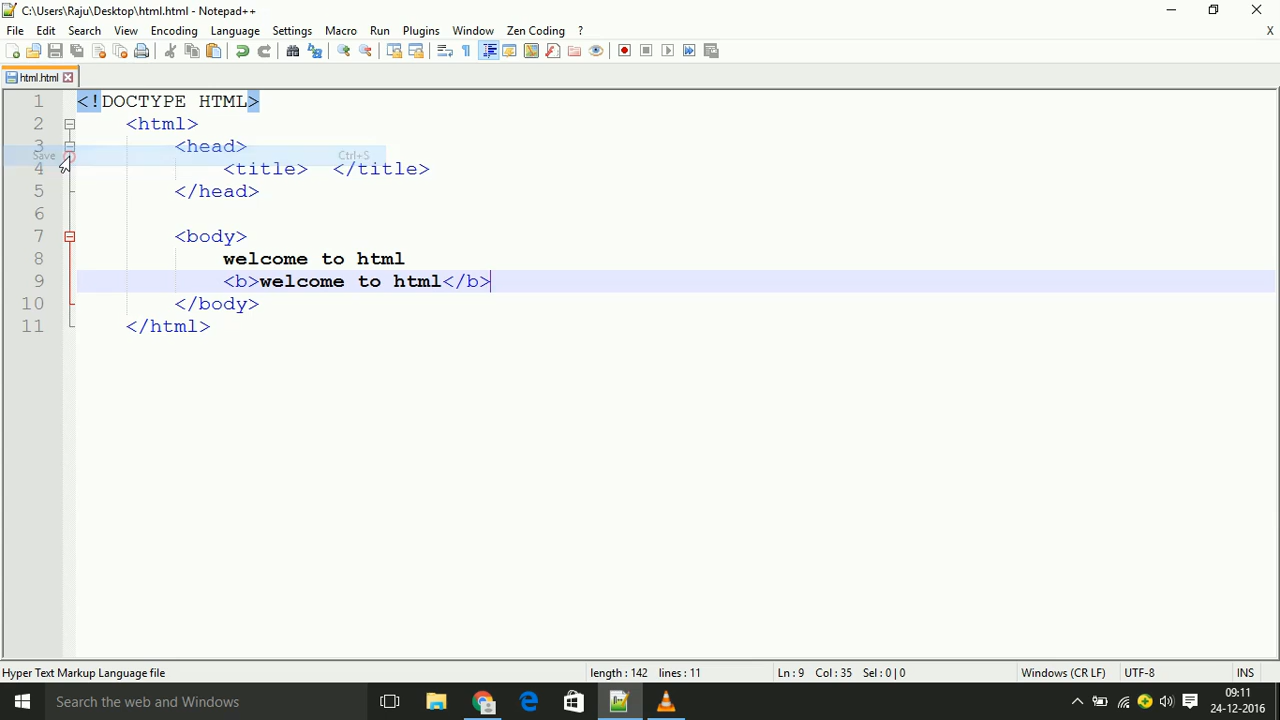 C:\Users\Raju\Desktop\html.html - Notepad++
File Edit Search View Encoding Language Settings Macro Run Plugins Window Zen Coding ? X
html.html
1 <!DOCTYPE HTML>
2 <html>
3 <head>
Save Ctrl+S
4 <title> </title>
5 </head>
6
7 <body>
8 welcome to html
9 <b>welcome to html</b>
10 </body>
11 </html>
Hyper Text Markup Language file length : 142 lines : 11 Ln : 9 Col : 35 Sel : 0 | 0 Windows (CR LF) UTF-8 INS
Search the web and Windows
09:11
24-12-2016